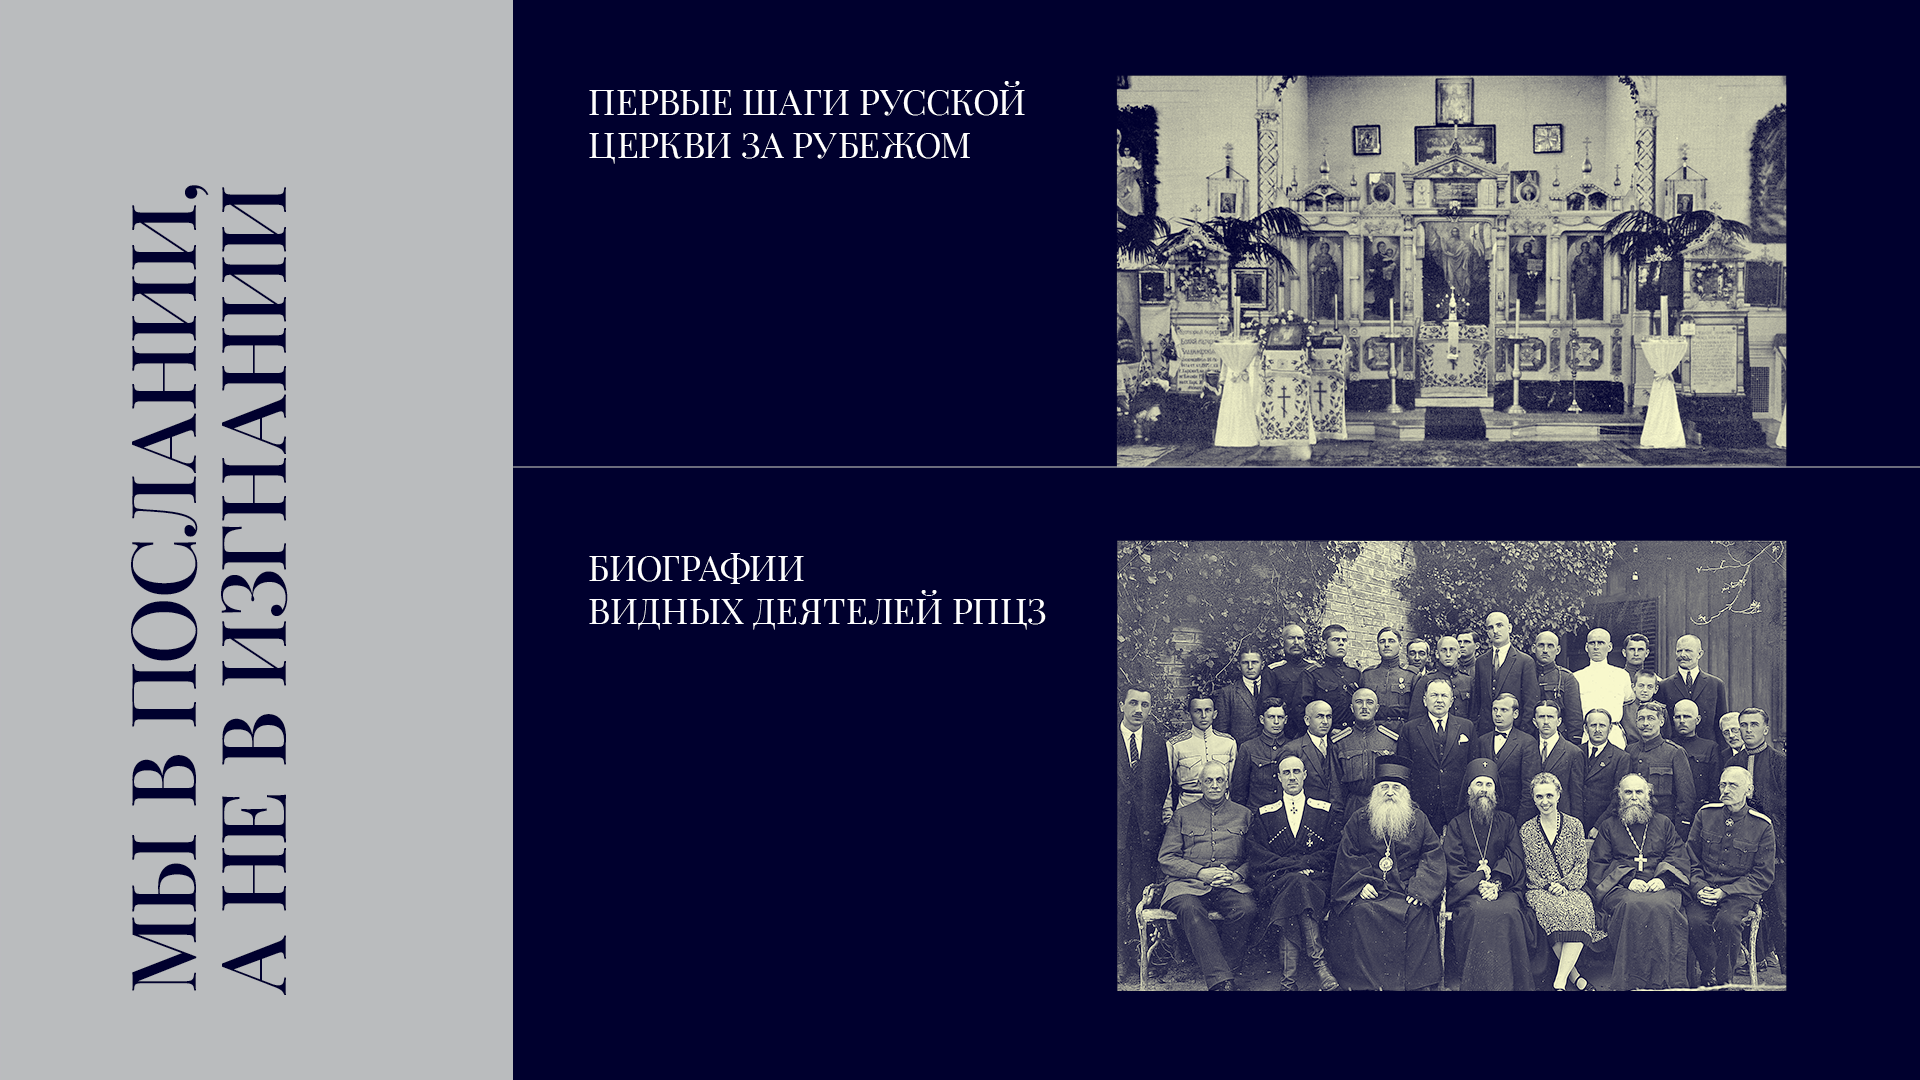 МЫ В ПОСЛАНИИ,
А НЕ В ИЗГНАНИИ
ПЕРВЫЕ ШАГИ РУССКОЙ
ЦЕРКВИ ЗА РУБЕЖОМ
БИОГРАФИИ
ВИДНЫХ ДЕЯТЕЛЕЙ РПЦЗ